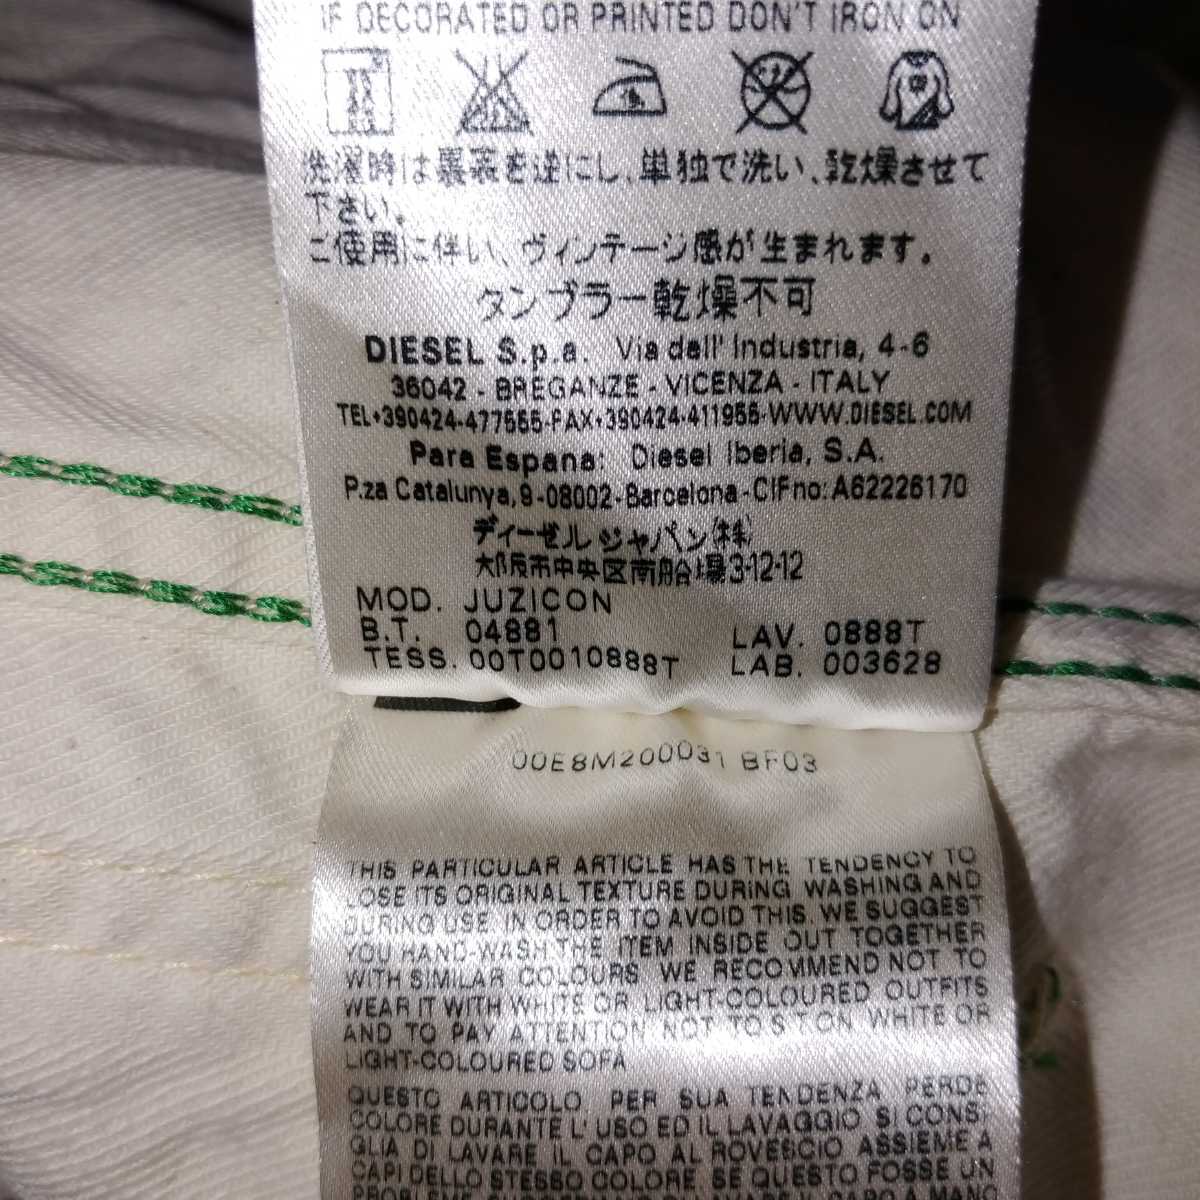 IF DECORATED OR PRINTED DON'T IRON ON
洗濯時は裏表を逆にし、単独で洗い、乾燥させて
下さい。
ご使用に伴い、ヴィンテージ感が生まれます。
タンブラー乾燥不可
DIESEL S.p.a. Via dell' Industria, 4-6
36042 - BREGANZE - VICENZA - ITALY
TEL+390424-477555-FAX+390424-411955-WWW.DIESEL.COM
Para Espana: Diesel Iberia, S.A.
P.za Catalunya,9-08002-Barcelona-CIFno:A62226170
ディーゼル ジャパン(株)
大阪市中央区南船場3-12-12
MOD. JUZICON
B.T. 04881 LAV. 0888T
TESS. 00T0010888T LAB. 003628
00E8M200031 BF03
THIS PARTICULAR ARTICLE HAS THE TENDENCY TO
LOSE ITS ORIGINAL TEXTURE DURING WASHING AND
DURING USE. IN ORDER TO AVOID THIS. WE SUGGEST
YOU HAND-WASH THE ITEM INSIDE OUT TOGETHER
WITH SIMILAR COLOURS. WE RECOMMEND NOT TO
WEAR IT WITH WHITE OR LIGHT-COLOURED OUTFITS
AND TO PAY ATTENTION NOT TO SIT ON WHITE OR
LIGHT-COLOURED SOFA
QUESTO ARTICOLO PER SUA TENDENZA PERDE
COLORE DURANTE L'USO ED IL LAVAGGIO SI CONSI
GLIA DI LAVARE IL CAPO AL ROVESCIO ASSIEME A
CAPI DELLO STESSO COLORE SE QUESTO FOSSE UN